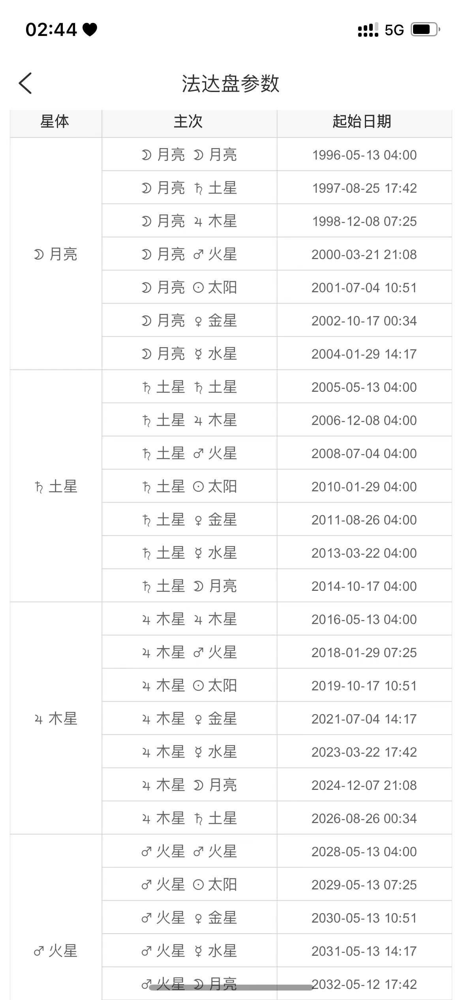 02:44 5G
法达盘参数
星体 主次 起始日期
☽ 月亮 ☽ 月亮 1996-05-13 04:00
☽ 月亮 ♄ 土星 1997-08-25 17:42
☽ 月亮 ♃ 木星 1998-12-08 07:25
☽ 月亮 ☽ 月亮 ♂ 火星 2000-03-21 21:08
☽ 月亮 ☉ 太阳 2001-07-04 10:51
☽ 月亮 ♀ 金星 2002-10-17 00:34
☽ 月亮 ☿ 水星 2004-01-29 14:17
♄ 土星 ♄ 土星 2005-05-13 04:00
♄ 土星 ♃ 木星 2006-12-08 04:00
♄ 土星 ♂ 火星 2008-07-04 04:00
♄ 土星 ♄ 土星 ☉ 太阳 2010-01-29 04:00
♄ 土星 ♀ 金星 2011-08-26 04:00
♄ 土星 ☿ 水星 2013-03-22 04:00
♄ 土星 ☽ 月亮 2014-10-17 04:00
♃ 木星 ♃ 木星 2016-05-13 04:00
♃ 木星 ♂ 火星 2018-01-29 07:25
♃ 木星 ☉ 太阳 2019-10-17 10:51
♃ 木星 ♃ 木星 ♀ 金星 2021-07-04 14:17
♃ 木星 ☿ 水星 2023-03-22 17:42
♃ 木星 ☽ 月亮 2024-12-07 21:08
♃ 木星 ♄ 土星 2026-08-26 00:34
♂ 火星 ♂ 火星 2028-05-13 04:00
♂ 火星 ☉ 太阳 2029-05-13 07:25
♂ 火星 ♀ 金星 2030-05-13 10:51
♂ 火星 ♂ 火星 ☿ 水星 2031-05-13 14:17
♂ 火星 ☽ 月亮 2032-05-12 17:42